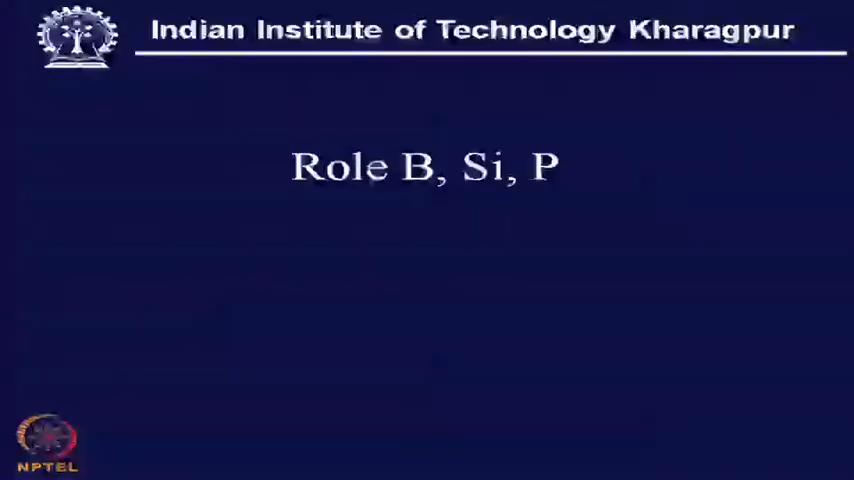 Indian Institute of Technology Kharagpur
Role B, Si, P
NPTEL